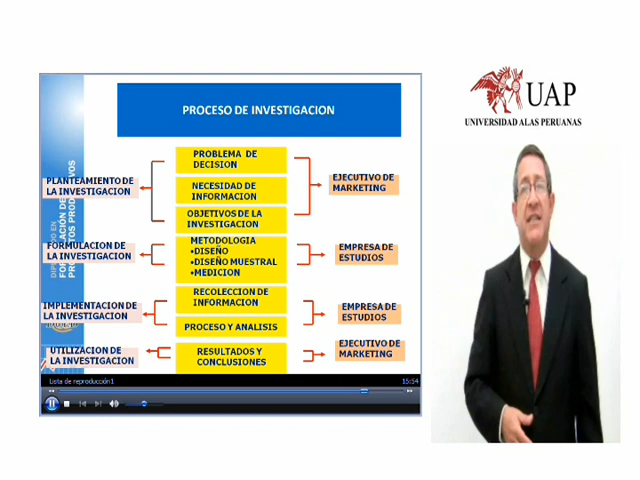 PROCESO DE INVESTIGACION
UAP
UNIVERSIDAD ALAS PERUANAS
PLANTEAMIENTO DE
LA INVESTIGACION
PROBLEMA DE
DECISION
NECESIDAD DE
INFORMACION
OBJETIVOS DE LA
INVESTIGACION
EJECUTIVO DE
MARKETING
FORMULACION DE
LA INVESTIGACION
METODOLOGIA
•DISEÑO
•DISEÑO MUESTRAL
•MEDICION
EMPRESA DE
ESTUDIOS
IMPLEMENTACION DE
LA INVESTIGACION
RECOLECCION DE
INFORMACION
PROCESO Y ANALISIS
EMPRESA DE
ESTUDIOS
UTILIZACION DE
LA INVESTIGACION
RESULTADOS Y
CONCLUSIONES
EJECUTIVO DE
MARKETING
Lista de reproducción1
15:54